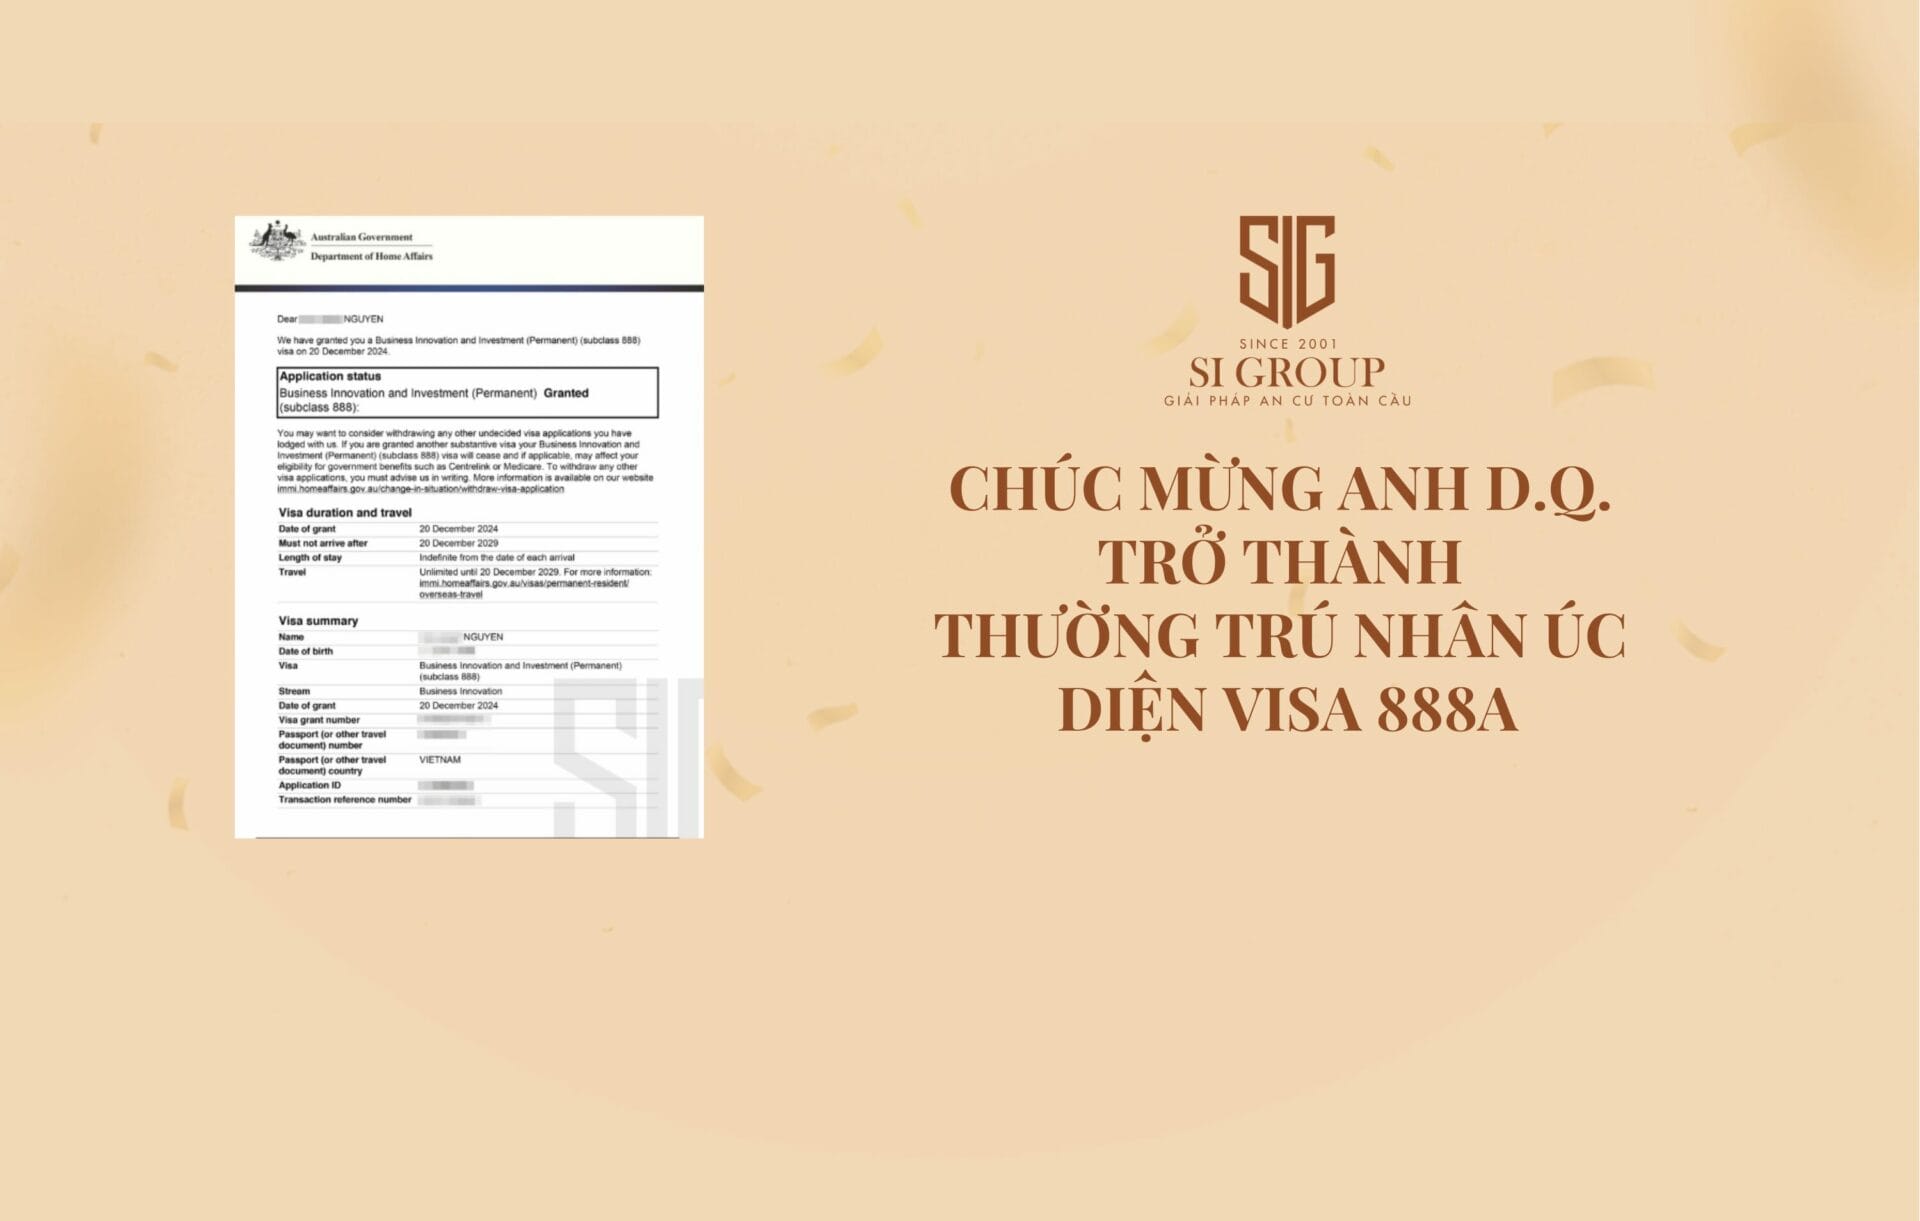 Australian Government
Department of Home Affairs
Dear NGUYEN
We have granted you a Business Innovation and Investment (Permanent) (subclass 888)
visa on 20 December 2024.
Application status
Business Innovation and Investment (Permanent) Granted
(subclass 888):
You may want to consider withdrawing any other undecided visa applications you have
lodged with us. If you are granted another substantive visa your Business Innovation and
Investment (Permanent) (subclass 888) visa will cease and if applicable, may affect your
eligibility for government benefits such as Centrelink or Medicare. To withdraw any other
visa applications, you must advise us in writing. More information is available on our website
immi.homeaffairs.gov.au/change-in-situation/withdraw-visa-application
Visa duration and travel
Date of grant 20 December 2024
Must not arrive after 20 December 2029
Length of stay Indefinite from the date of each arrival
Travel Unlimited until 20 December 2029. For more information:
immi.homeaffairs.gov.au/visas/permanent-resident/
overseas-travel
Visa summary
Name NGUYEN
Date of birth
Visa Business Innovation and Investment (Permanent)
(subclass 888)
Stream Business Innovation
Date of grant 20 December 2024
Visa grant number
Passport (or other travel
document) number
Passport (or other travel VIETNAM
document) country
Application ID
Transaction reference number
SIG
SIG
SINCE 2001
SI GROUP
GIẢI PHÁP AN CƯ TOÀN CẦU
CHÚC MỪNG ANH D.Q.
TRỞ THÀNH
THƯỜNG TRÚ NHÂN ÚC
DIỆN VISA 888A